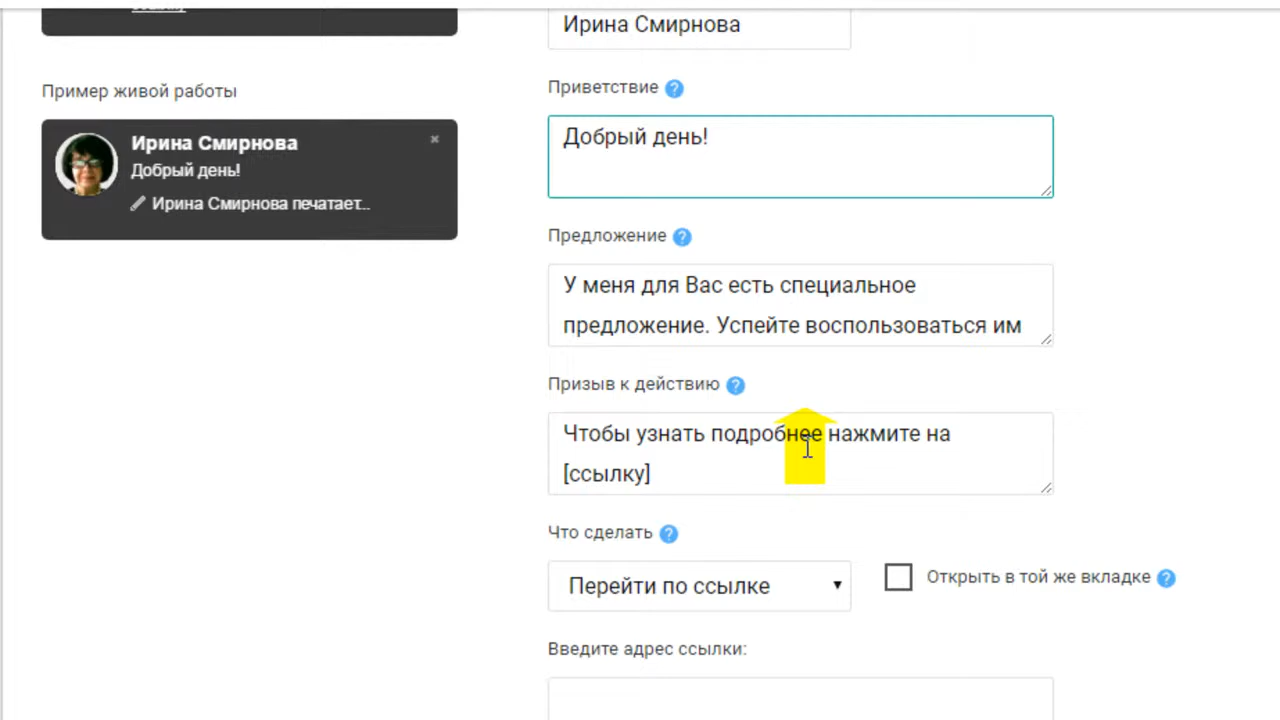 Ирина Смирнова
Пример живой работы
Ирина Смирнова
Добрый день!
Ирина Смирнова печатает...
Приветствие ?
Добрый день!
Предложение ?
У меня для Вас есть специальное
предложение. Успейте воспользоваться им
Призыв к действию ?
Чтобы узнать подробнее нажмите на
[ссылку]
Что сделать ?
Перейти по ссылке
Открыть в той же вкладке ?
Введите адрес ссылки: